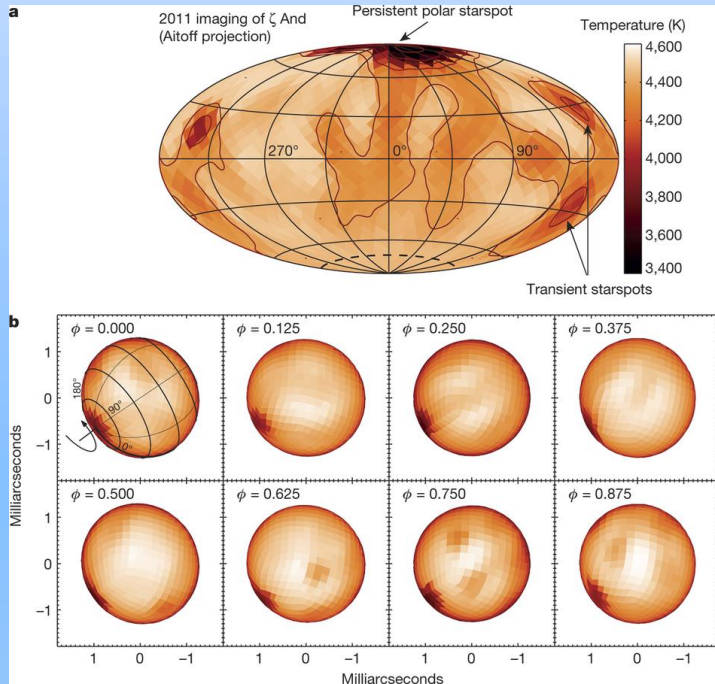 a
2011 imaging of ζ And
(Aitoff projection)
Persistent polar starspot
Temperature (K)
4,600
4,400
4,200
4,000
3,800
3,600
3,400
270°
0°
90°
Transient starspots
b
ϕ = 0.000
ϕ = 0.125
ϕ = 0.250
ϕ = 0.375
1
0
−1
180°
90°
0°
ϕ = 0.500
ϕ = 0.625
ϕ = 0.750
ϕ = 0.875
1
0
−1
Milliarcseconds
1 0 −1 1 0 −1 1 0 −1 1 0 −1
Milliarcseconds